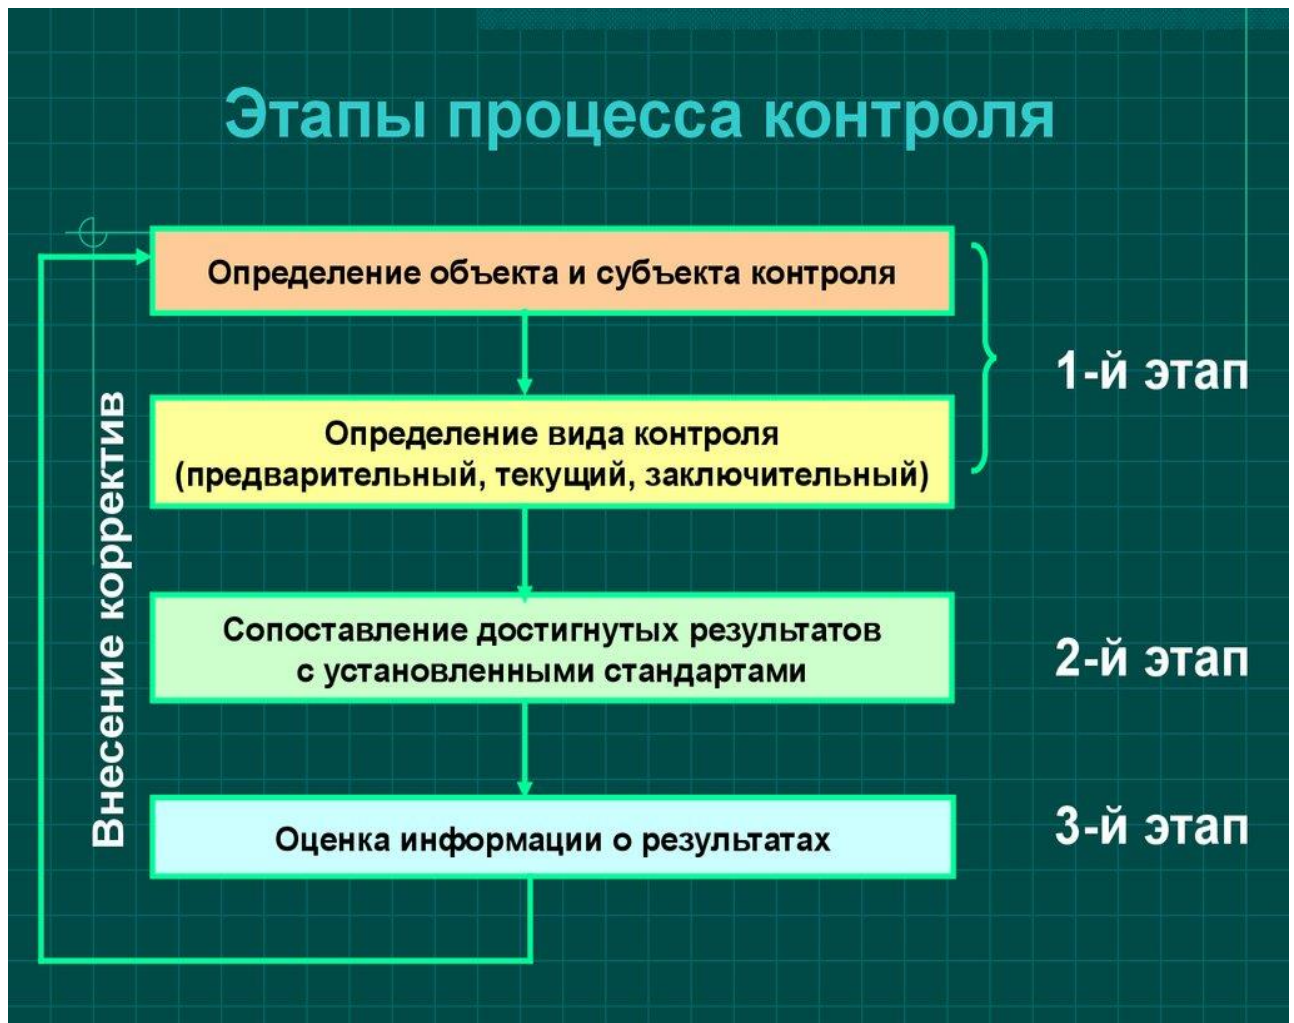 Этапы процесса контроля
Определение объекта и субъекта контроля
1-й этап
Определение вида контроля
(предварительный, текущий, заключительный)
Внесение корректив
Сопоставление достигнутых результатов
с установленными стандартами
2-й этап
Оценка информации о результатах
3-й этап